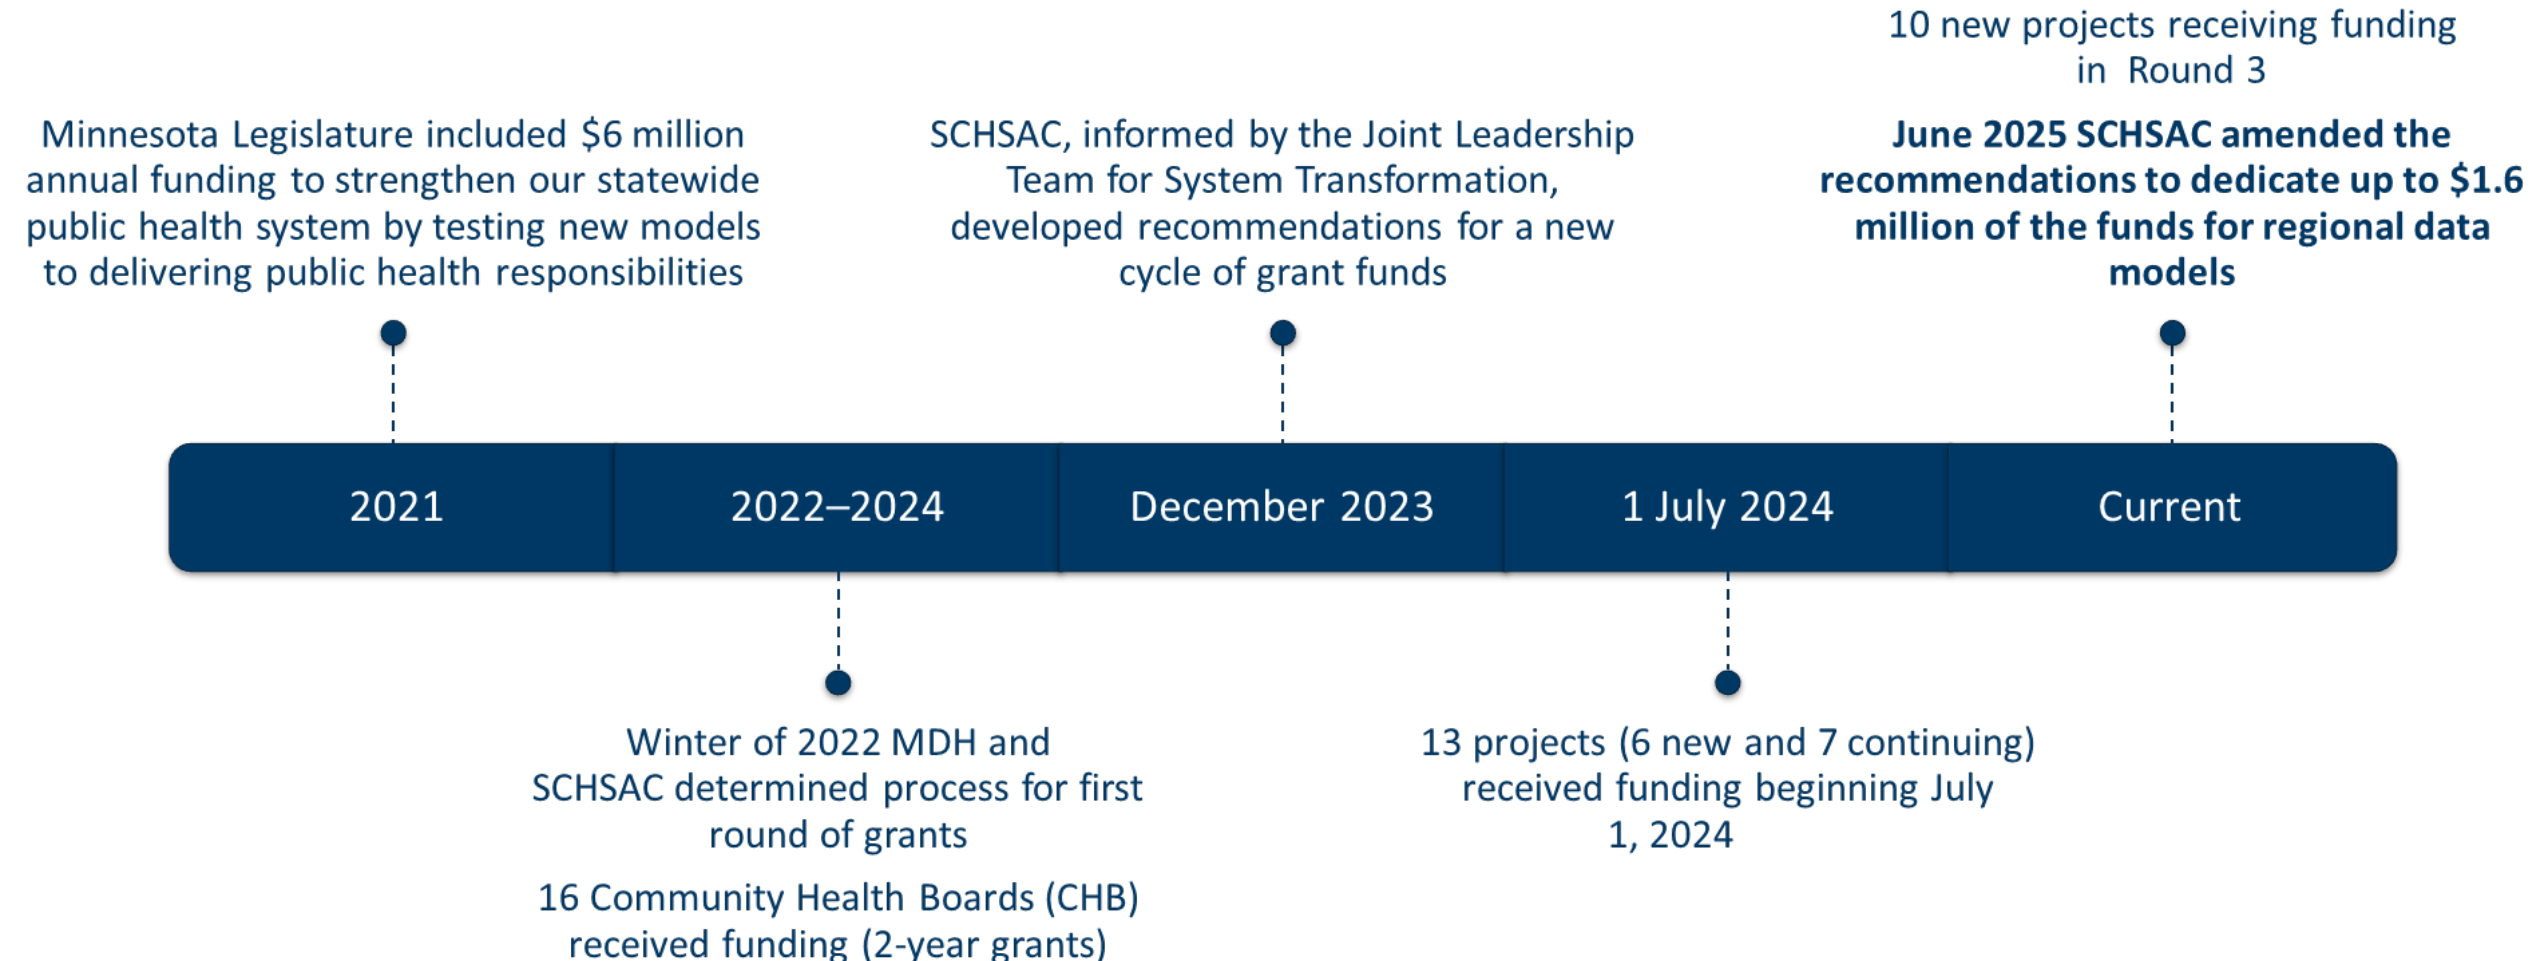 10 new projects receiving funding
in Round 3
June 2025 SCHSAC amended the
recommendations to dedicate up to $1.6
million of the funds for regional data
models
Minnesota Legislature included $6 million
annual funding to strengthen our statewide
public health system by testing new models
to delivering public health responsibilities
SCHSAC, informed by the Joint Leadership
Team for System Transformation,
developed recommendations for a new
cycle of grant funds
2021
2022–2024
December 2023
1 July 2024
Current
Winter of 2022 MDH and
SCHSAC determined process for first
round of grants
16 Community Health Boards (CHB)
received funding (2-year grants)
13 projects (6 new and 7 continuing)
received funding beginning July
1, 2024